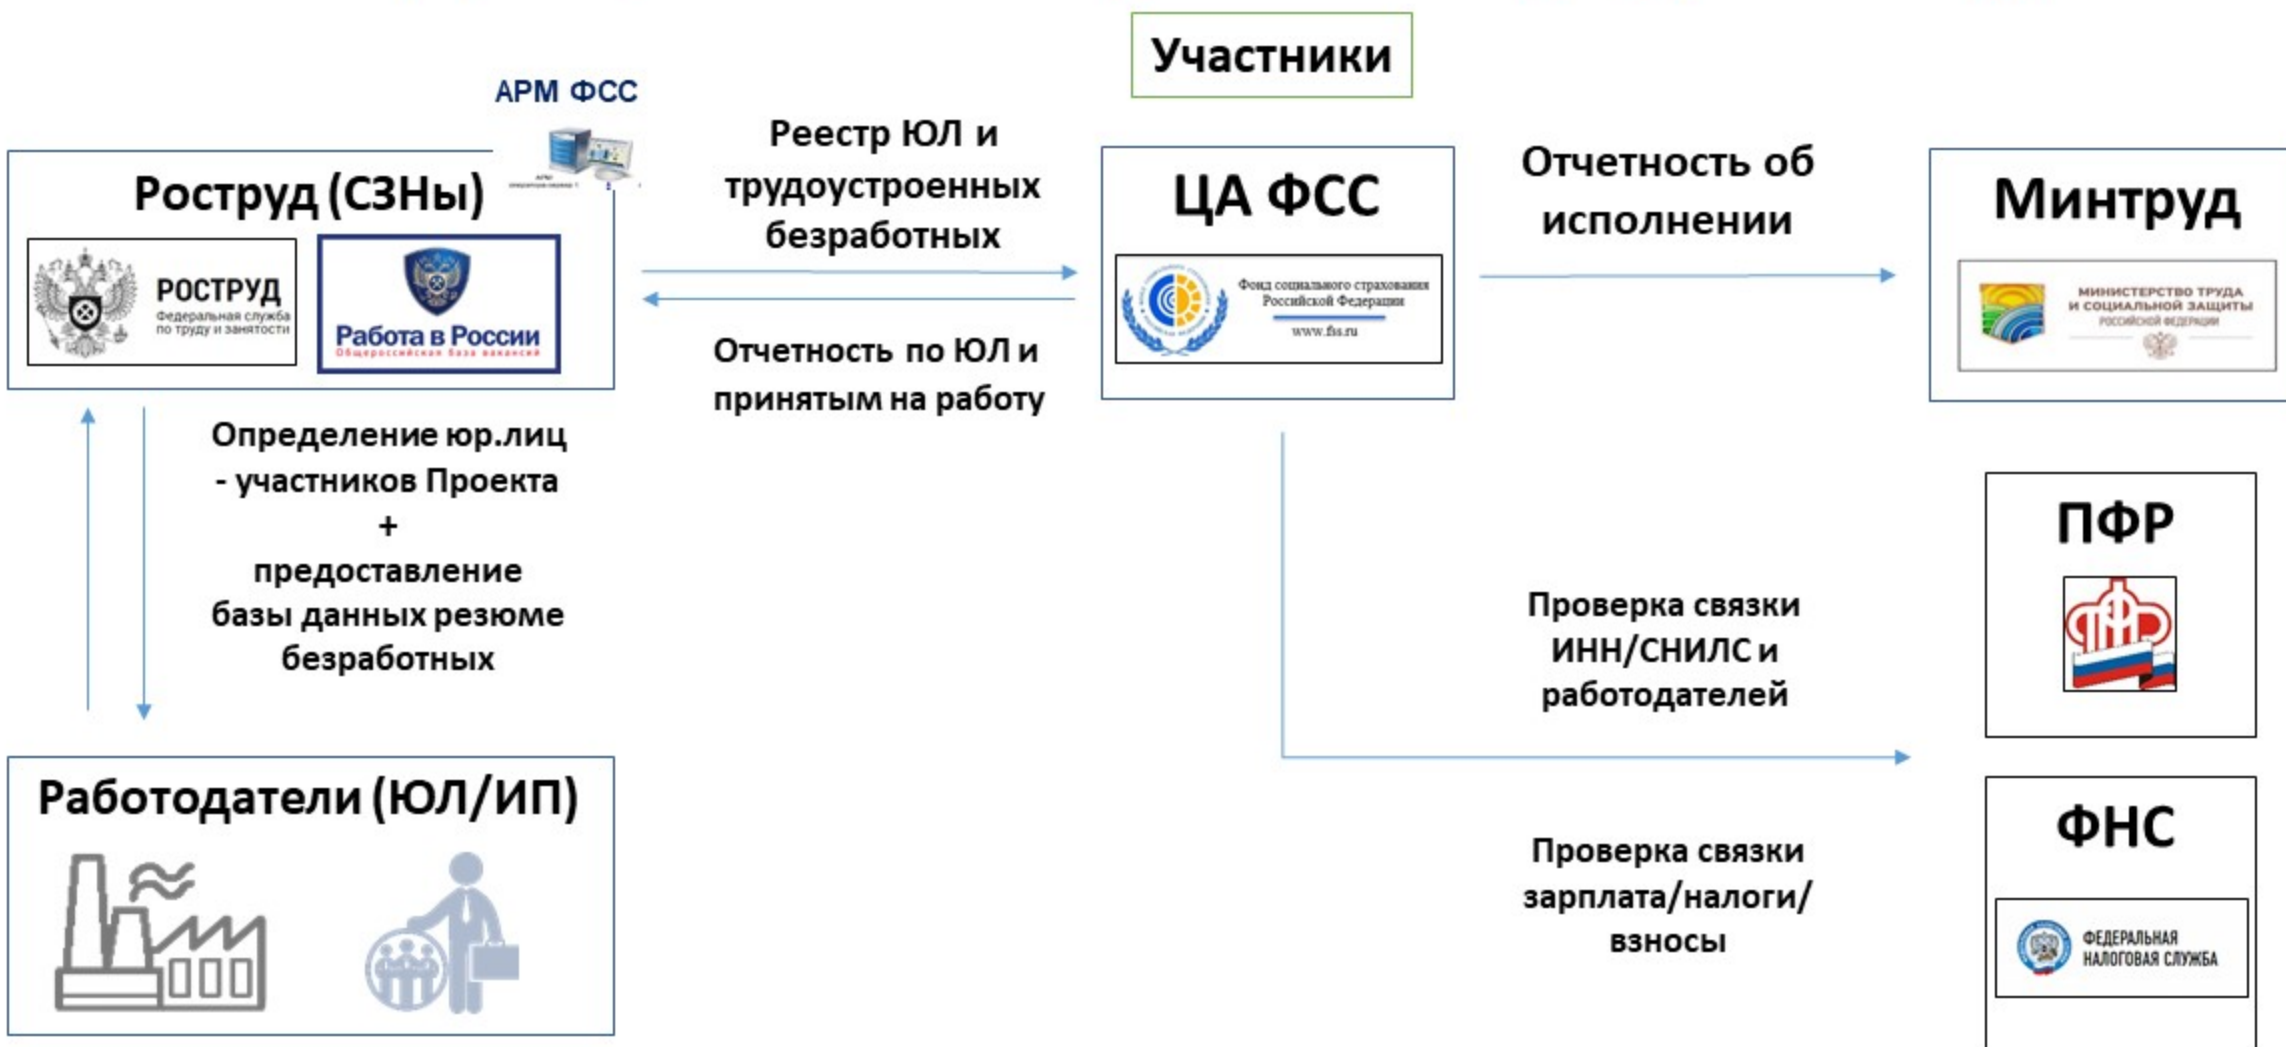 Участники
АРМ ФСС
Роструд (СЗНы)
РОСТРУД
Федеральная служба
по труду и занятости
Работа в России
Общероссийская база вакансий
Реестр ЮЛ и
трудоустроенных
безработных
Отчетность по ЮЛ и
принятым на работу
ЦА ФСС
Фонд социального страхования
Российской Федерации
www.fss.ru
Отчетность об
исполнении
Минтруд
МИНИСТЕРСТВО ТРУДА
И СОЦИАЛЬНОЙ ЗАЩИТЫ
РОССИЙСКОЙ ФЕДЕРАЦИИ
Определение юр.лиц
- участников Проекта
+
предоставление
базы данных резюме
безработных
ПФР
Проверка связки
ИНН/СНИЛС и
работодателей
Работодатели (ЮЛ/ИП)
ФНС
Проверка связки
зарплата/налоги/
взносы
ФЕДЕРАЛЬНАЯ
НАЛОГОВАЯ СЛУЖБА